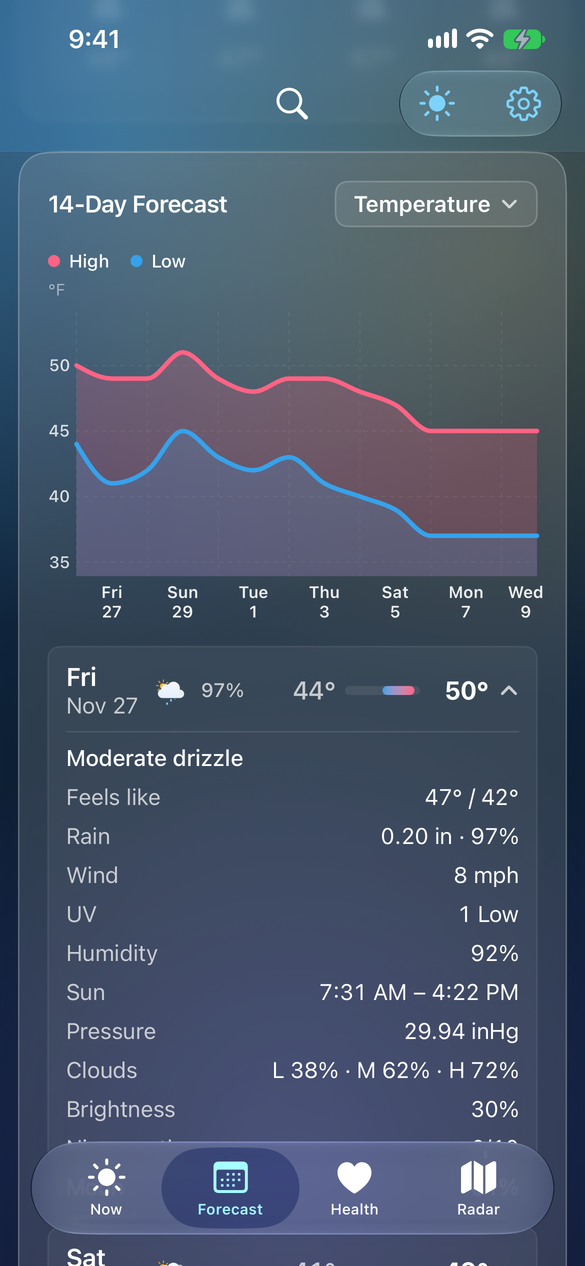 9:41
14-Day Forecast Temperature
High Low
°F
50
45
40
35
Fri Sun Tue Thu Sat Mon Wed
27 29 1 3 5 7 9
Fri
Nov 27 97% 44° 50°
Moderate drizzle
Feels like 47° / 42°
Rain 0.20 in · 97%
Wind 8 mph
UV 1 Low
Humidity 92%
Sun 7:31 AM – 4:22 PM
Pressure 29.94 inHg
Clouds L 38% · M 62% · H 72%
Brightness 30%
Now Forecast Health Radar
Sat